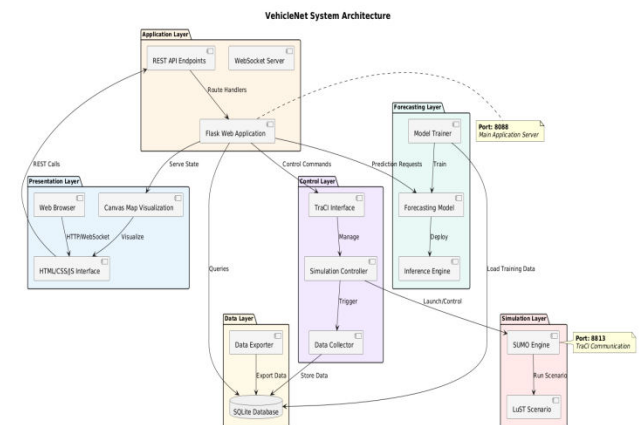 VehicleNet System Architecture
Application Layer
REST API Endpoints
WebSocket Server
Route Handlers
Flask Web Application
Forecasting Layer
Model Trainer
Port: 8088
Main Application Server
REST Calls
Serve State
Control Commands
Prediction Requests
Train
Presentation Layer
Web Browser
Canvas Map Visualization
Control Layer
TraCI Interface
Forecasting Model
HTTP/WebSocket
Visualize
Manage
Deploy
HTML/CSS/JS Interface
Queries
Simulation Controller
Inference Engine
Load Training Data
Trigger
Launch/Control
Data Layer
Simulation Layer
Data Exporter
Data Collector
SUMO Engine
Port: 8813
TraCI Communication
Export Data
Store Data
Run Scenario
SQLite Database
LuST Scenario